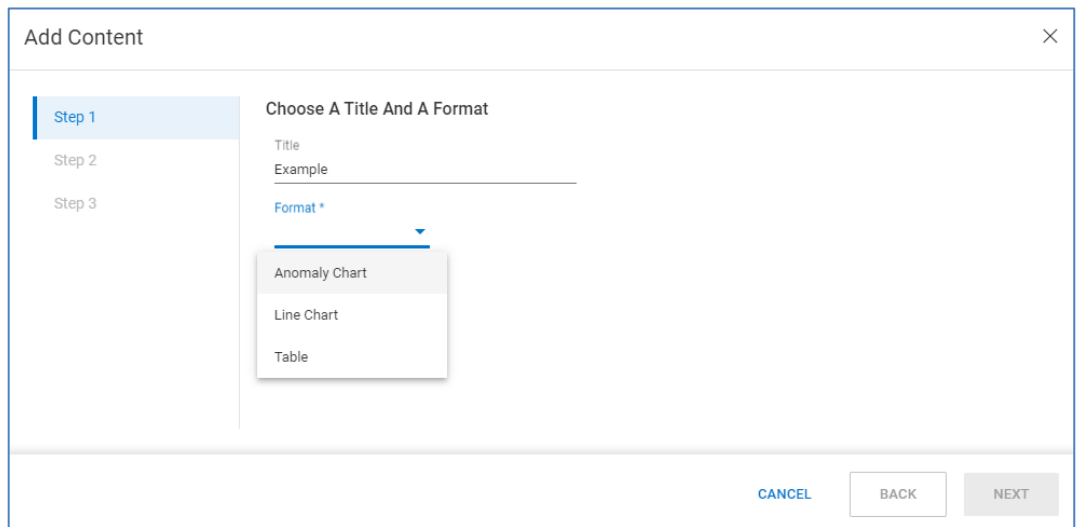 Add Content
Step 1
Step 2
Step 3
Choose A Title And A Format
Title
Example
Format *
Anomaly Chart
Line Chart
Table
CANCEL BACK NEXT